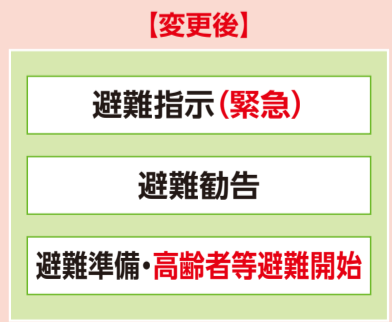 【変更後】
避難指示(緊急)
避難勧告
避難準備・高齢者等避難開始